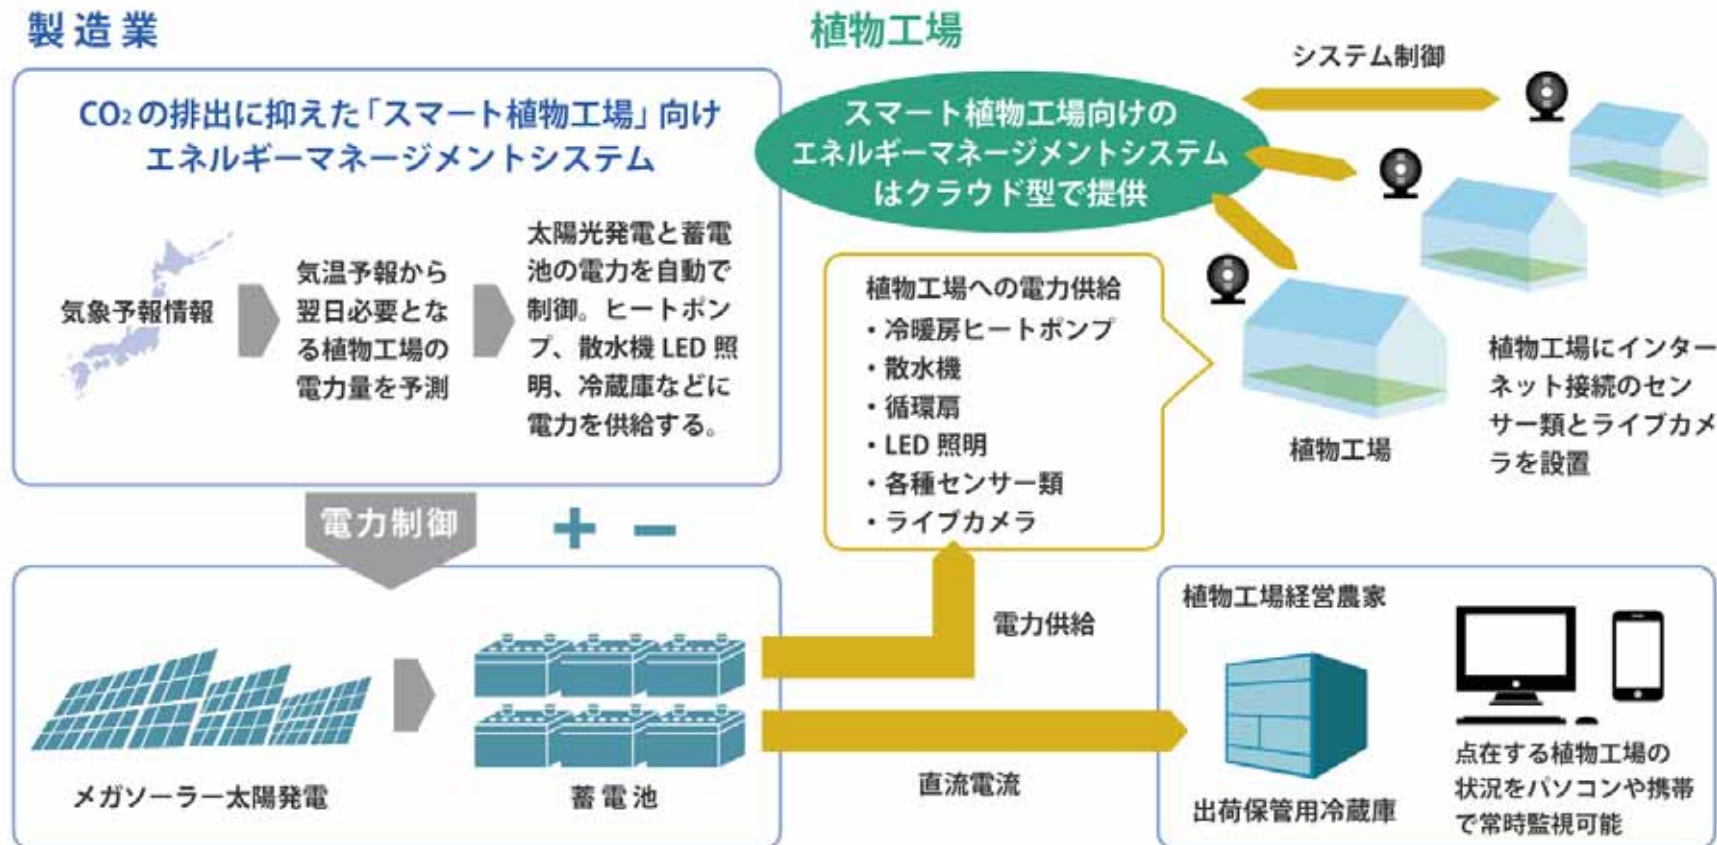 製造業
CO2の排出に抑えた「スマート植物工場」向け
エネルギーマネージメントシステム
気象予報情報
気温予報から
翌日必要とな
る植物工場の
電力量を予測
太陽光発電と蓄電
池の電力を自動で
制御。ヒートポン
プ、散水機 LED 照
明、冷蔵庫などに
電力を供給する。
電力制御
+ −
メガソーラー太陽発電
蓄電池
植物工場
スマート植物工場向けの
エネルギーマネージメントシステム
はクラウド型で提供
システム制御
植物工場への電力供給
・冷暖房ヒートポンプ
・散水機
・循環扇
・LED 照明
・各種センサー類
・ライブカメラ
植物工場
植物工場にインター
ネット接続のセン
サー類とライブカメ
ラを設置
電力供給
直流電流
植物工場経営農家
出荷保管用冷蔵庫
点在する植物工場の
状況をパソコンや携帯
で常時監視可能